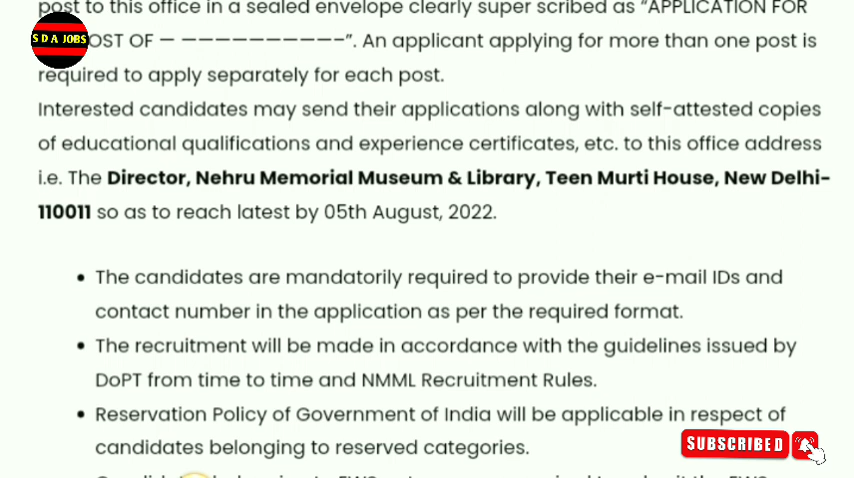 post to this office in a sealed envelope clearly super scribed as “APPLICATION FOR
OST OF — ——————————–”. An applicant applying for more than one post is
required to apply separately for each post.
Interested candidates may send their applications along with self-attested copies
of educational qualifications and experience certificates, etc. to this office address
i.e. The Director, Nehru Memorial Museum & Library, Teen Murti House, New Delhi-
110011 so as to reach latest by 05th August, 2022.
• The candidates are mandatorily required to provide their e-mail IDs and
contact number in the application as per the required format.
• The recruitment will be made in accordance with the guidelines issued by
DoPT from time to time and NMML Recruitment Rules.
• Reservation Policy of Government of India will be applicable in respect of
candidates belonging to reserved categories.
S D A JOBS
SUBSCRIBED